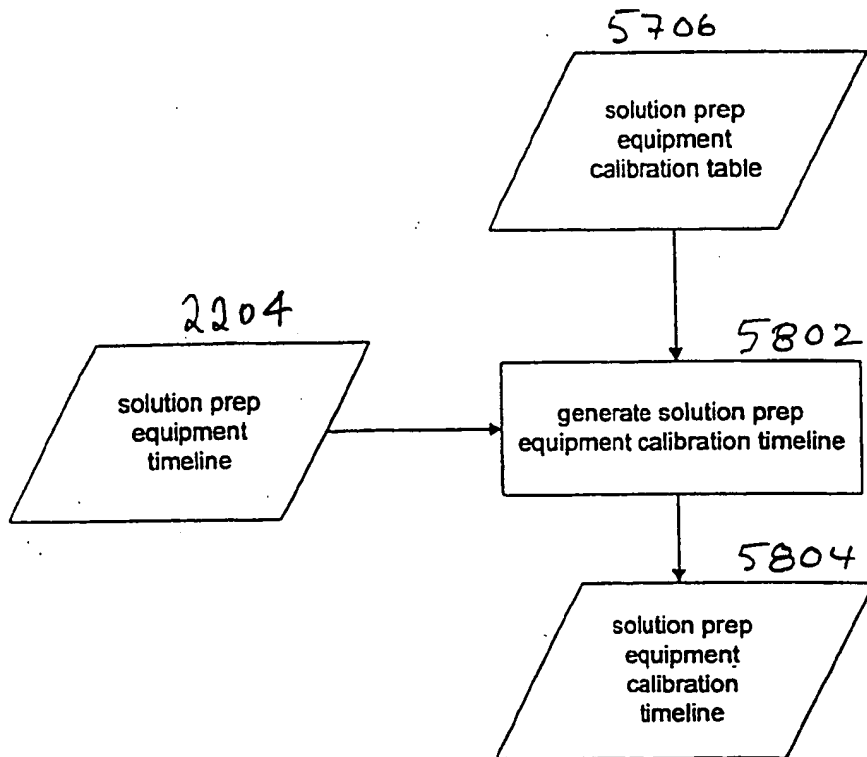 5706
solution prep
equipment
calibration table
2204
solution prep
equipment
timeline
5802
generate solution prep
equipment calibration timeline
5804
solution prep
equipment
calibration
timeline